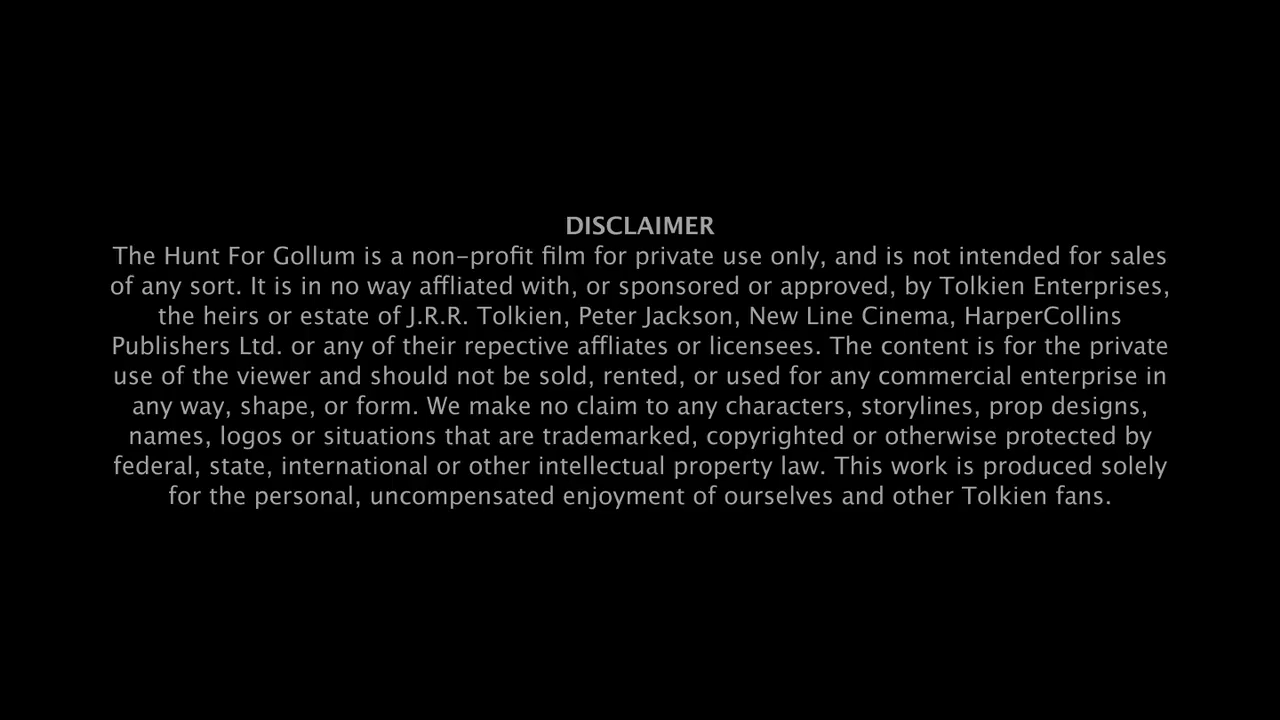 DISCLAIMER
The Hunt For Gollum is a non-profit film for private use only, and is not intended for sales
of any sort. It is in no way affliated with, or sponsored or approved, by Tolkien Enterprises,
the heirs or estate of J.R.R. Tolkien, Peter Jackson, New Line Cinema, HarperCollins
Publishers Ltd. or any of their repective affliates or licensees. The content is for the private
use of the viewer and should not be sold, rented, or used for any commercial enterprise in
any way, shape, or form. We make no claim to any characters, storylines, prop designs,
names, logos or situations that are trademarked, copyrighted or otherwise protected by
federal, state, international or other intellectual property law. This work is produced solely
for the personal, uncompensated enjoyment of ourselves and other Tolkien fans.